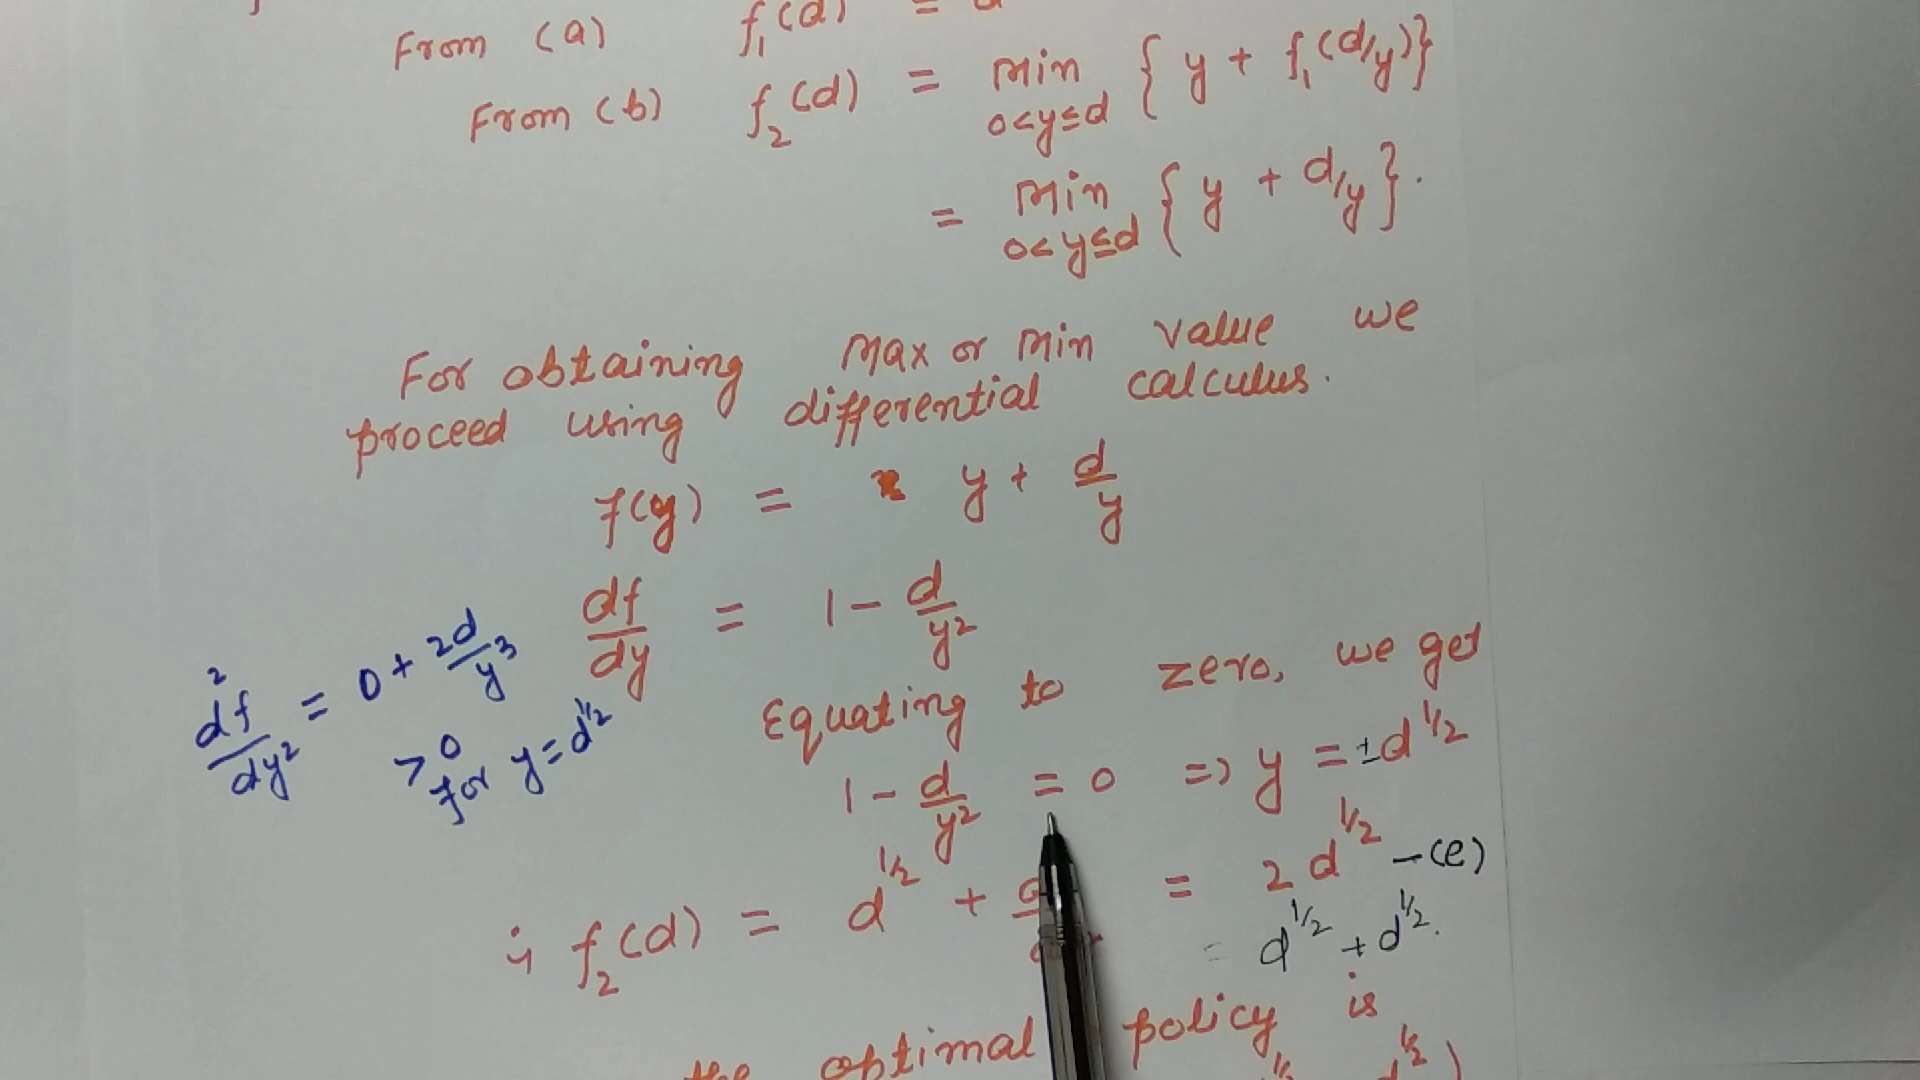 From (a) f₁(d) = d
From (b) f₂(d) = min { y + f₁(d/y)}
0<y≤d
= min { y + d/y }.
0<y≤d
For obtaining Max or Min value we
proceed using differential calculus.
f(y) = y + d/y
df/dy = 1 - d/y²
d²f/dy² = 0 + 2d/y³
>0
for y = d^1/2
Equating to zero, we get
1 - d/y² = 0 => y = ±d^1/2
∴ f₂(d) = d^1/2 + = 2d^1/2 - (e)
= d^1/2 + d^1/2.
the optimal policy is